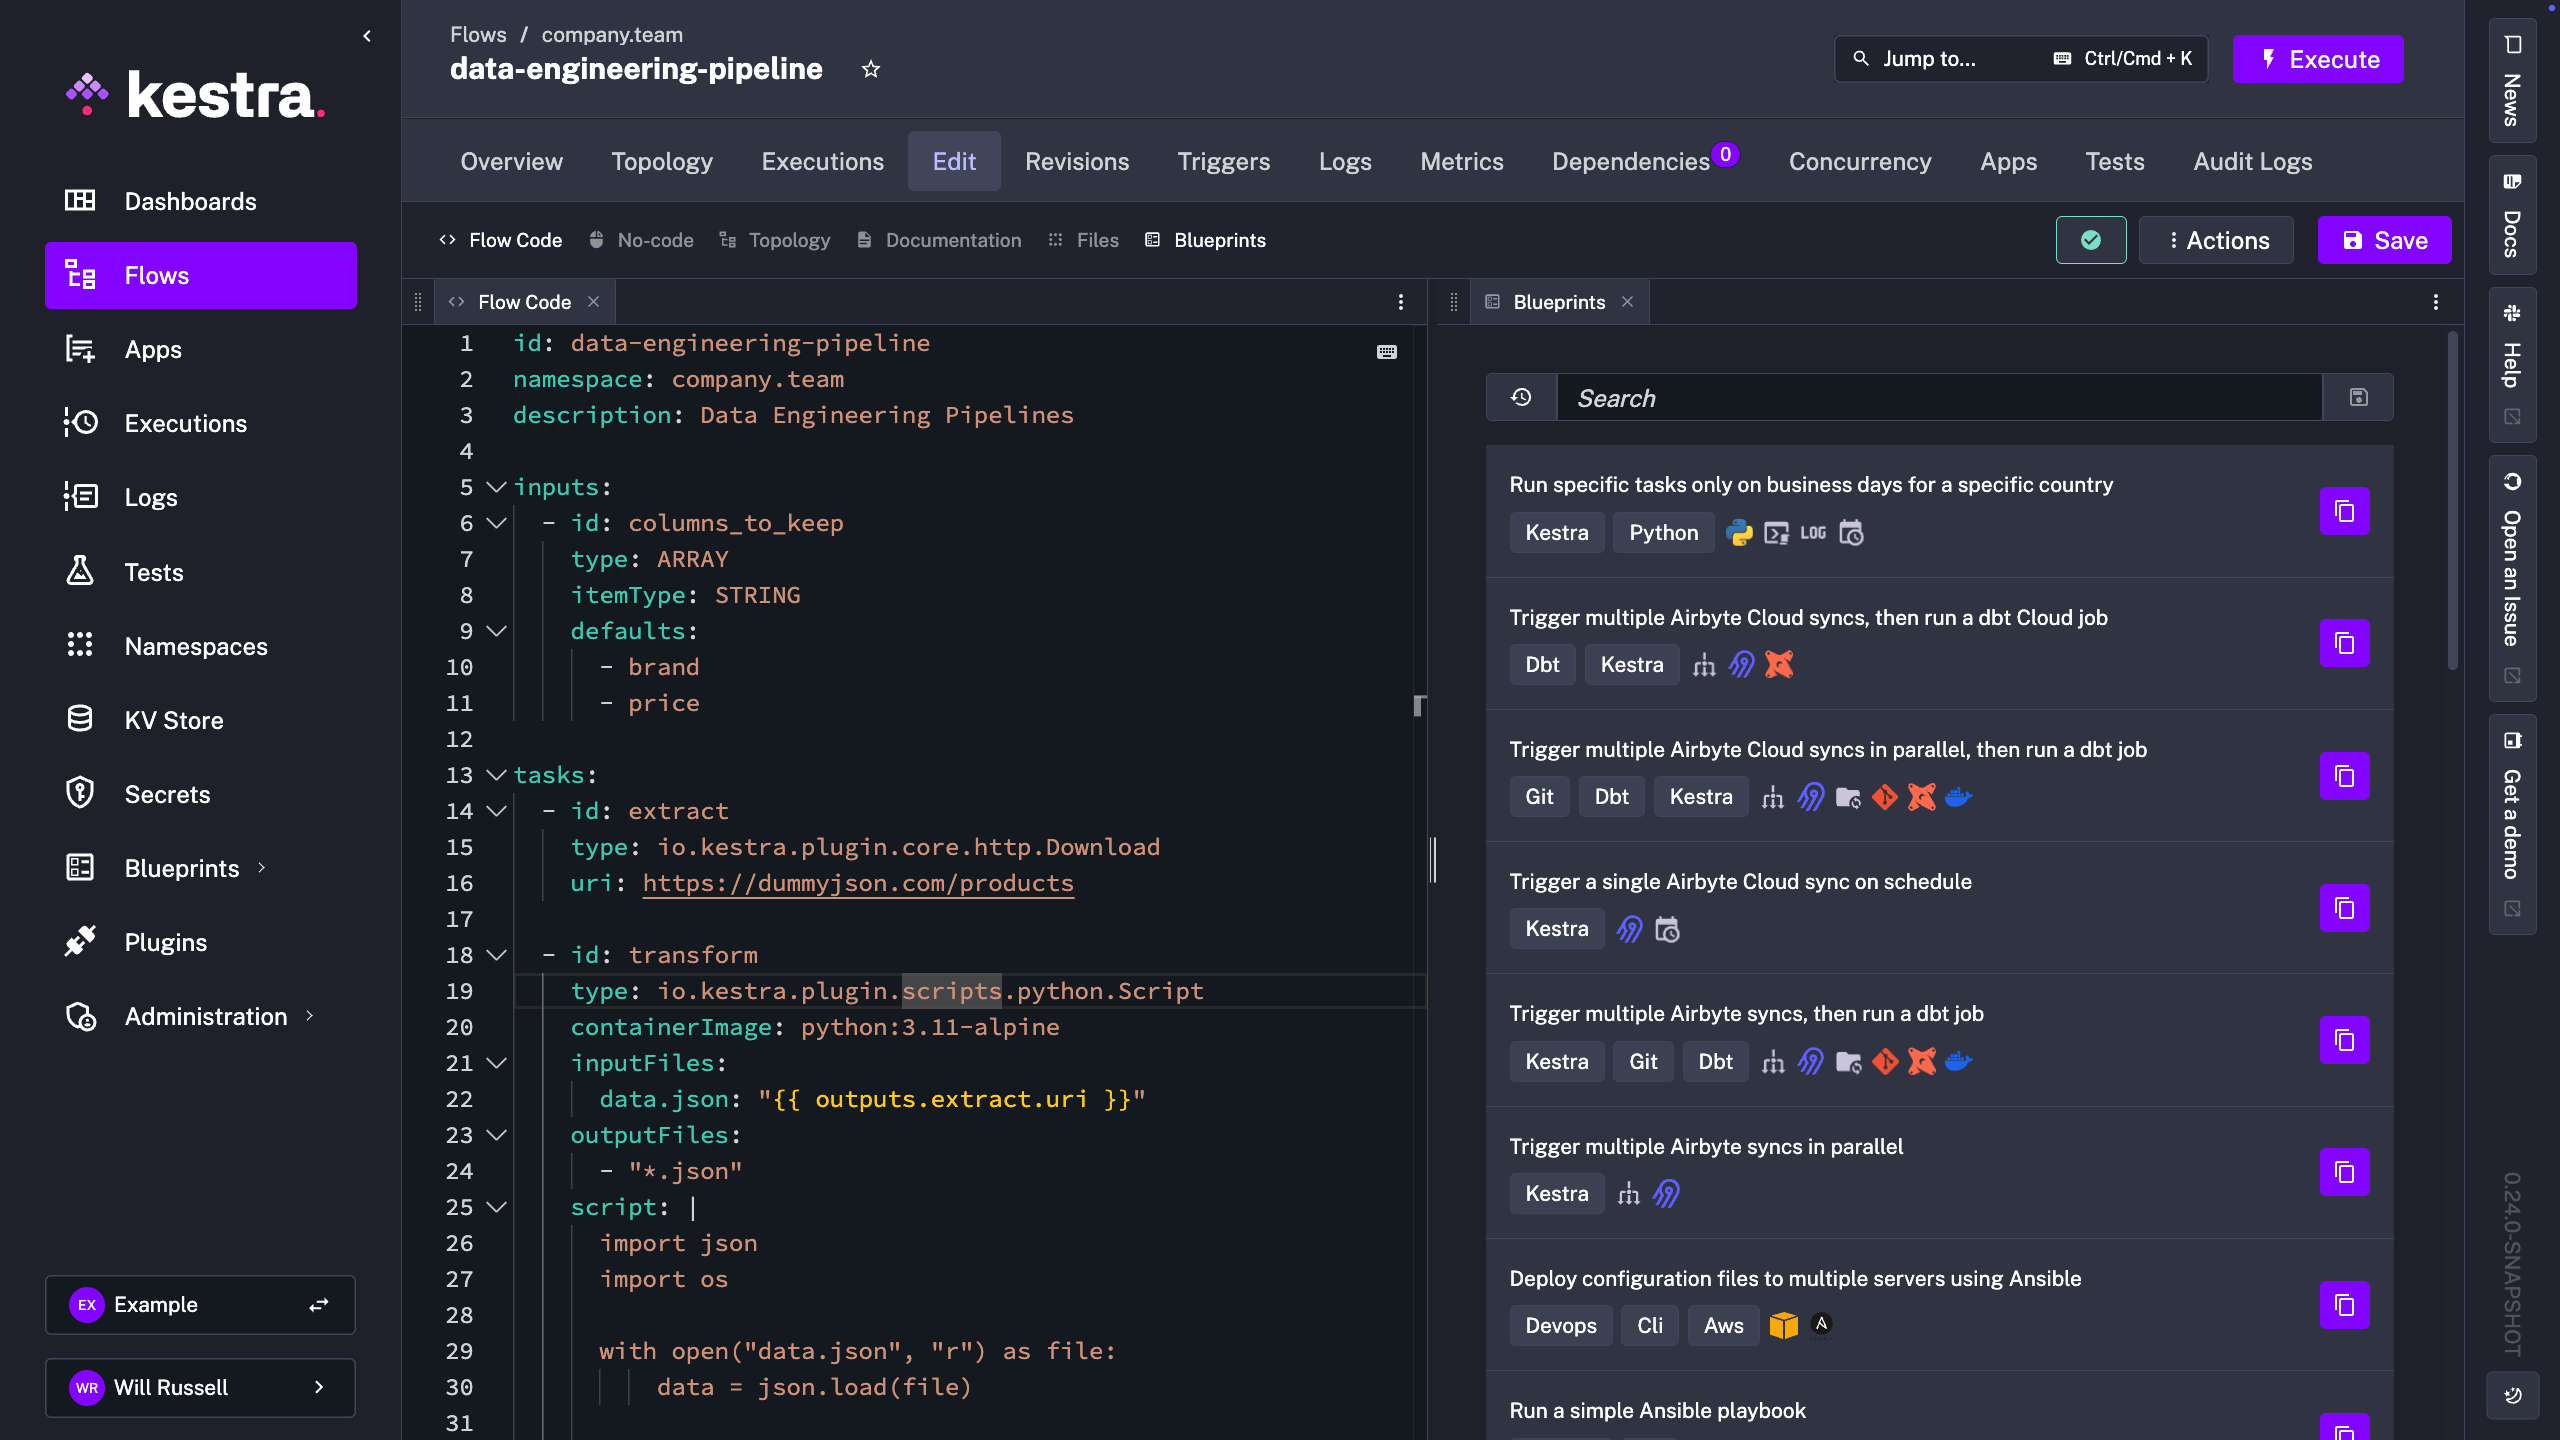 kestra.
Dashboards
Flows
Apps
Executions
Logs
Tests
Namespaces
KV Store
Secrets
Blueprints
Plugins
Administration
EX Example
WR Will Russell
Flows / company.team
data-engineering-pipeline
Jump to... Ctrl/Cmd + K
Execute
Overview Topology Executions Edit Revisions Triggers Logs Metrics Dependencies 0 Concurrency Apps Tests Audit Logs
Flow Code No-code Topology Documentation Files Blueprints
Actions Save
Flow Code
1 id: data-engineering-pipeline
2 namespace: company.team
3 description: Data Engineering Pipelines
4
5 inputs:
6 - id: columns_to_keep
7 type: ARRAY
8 itemType: STRING
9 defaults:
10 - brand
11 - price
12
13 tasks:
14 - id: extract
15 type: io.kestra.plugin.core.http.Download
16 uri: https://dummyjson.com/products
17
18 - id: transform
19 type: io.kestra.plugin.scripts.python.Script
20 containerImage: python:3.11-alpine
21 inputFiles:
22 data.json: "{{ outputs.extract.uri }}"
23 outputFiles:
24 - "*.json"
25 script: |
26 import json
27 import os
28
29 with open("data.json", "r") as file:
30 data = json.load(file)
31
Blueprints
Search
Run specific tasks only on business days for a specific country
Kestra Python LOG
Trigger multiple Airbyte Cloud syncs, then run a dbt Cloud job
Dbt Kestra
Trigger multiple Airbyte Cloud syncs in parallel, then run a dbt job
Git Dbt Kestra
Trigger a single Airbyte Cloud sync on schedule
Kestra
Trigger multiple Airbyte syncs, then run a dbt job
Kestra Git Dbt
Trigger multiple Airbyte syncs in parallel
Kestra
Deploy configuration files to multiple servers using Ansible
Devops Cli Aws
Run a simple Ansible playbook
News
Docs
Help
Open an Issue
Get a demo
0.24.0-SNAPSHOT